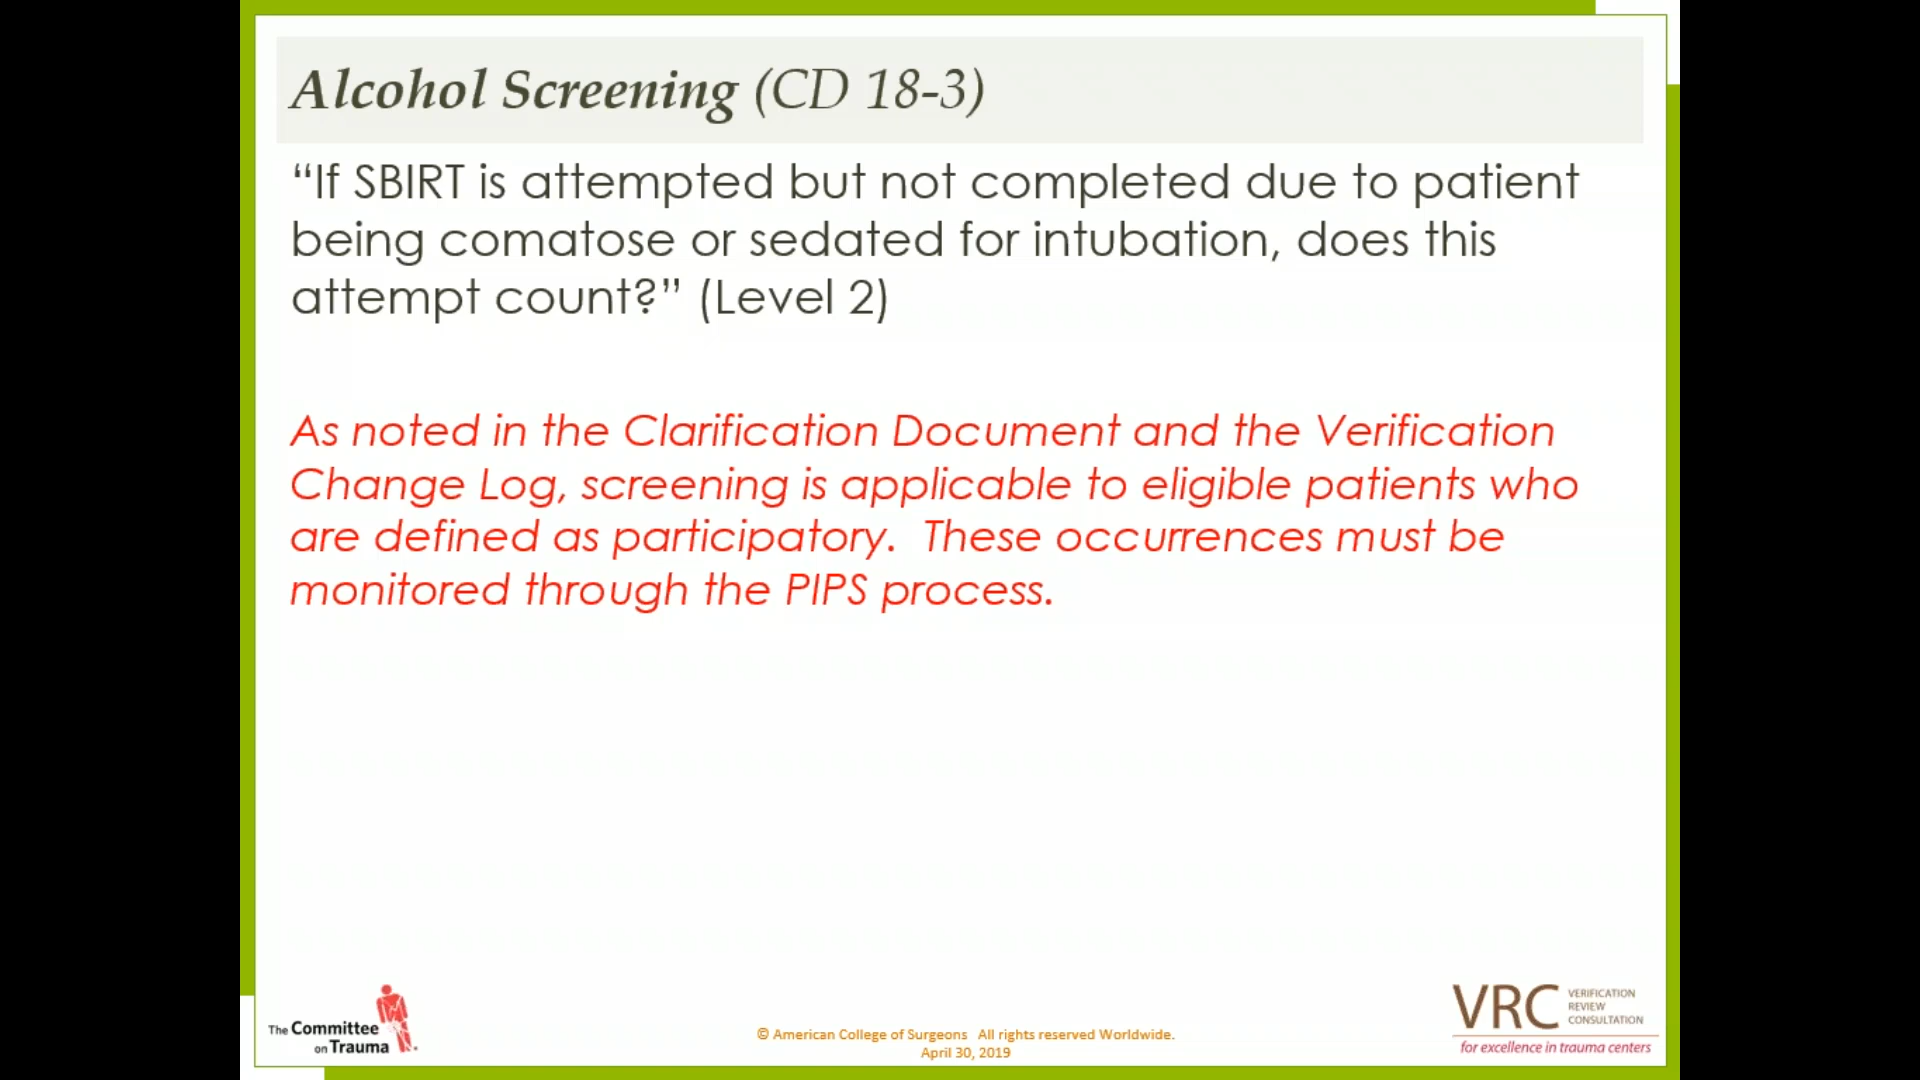 Alcohol Screening (CD 18-3)
“If SBIRT is attempted but not completed due to patient
being comatose or sedated for intubation, does this
attempt count?” (Level 2)
As noted in the Clarification Document and the Verification
Change Log, screening is applicable to eligible patients who
are defined as participatory.  These occurrences must be
monitored through the PIPS process.
The Committee
on Trauma
© American College of Surgeons   All rights reserved Worldwide.
April 30, 2019
VRC
VERIFICATION
REVIEW
CONSULTATION
for excellence in trauma centers